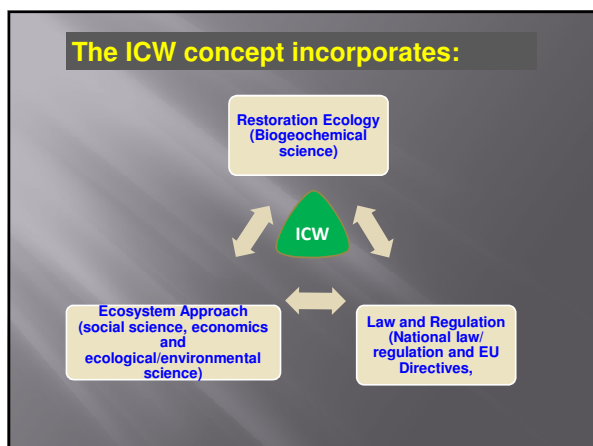 The ICW concept incorporates:
Restoration Ecology
(Biogeochemical
science)
ICW
Ecosystem Approach
(social science, economics
and
ecological/environmental
science)
Law and Regulation
(National law/
regulation and EU
Directives,